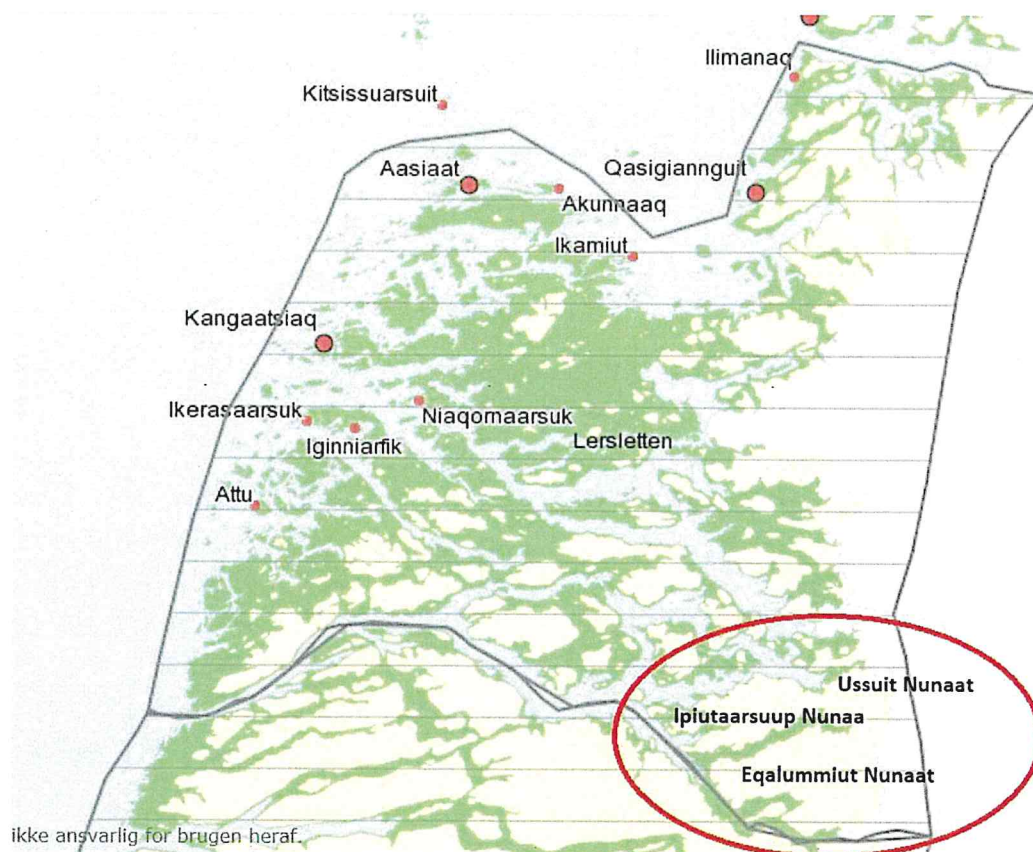 Ilimanaq
Kitsissuarsuit
Aasiaat
Qasigiannguit
Akunnaaq
Ikamiut
Kangaatsiaq
Ikerasaarsuk
Niaqornaarsuk
Iginniarfik
Lersletten
Attu
Ussuit Nunaat
Ipiutaarsuup Nunaa
Eqalummiut Nunaat
ikke ansvarlig for brugen heraf.